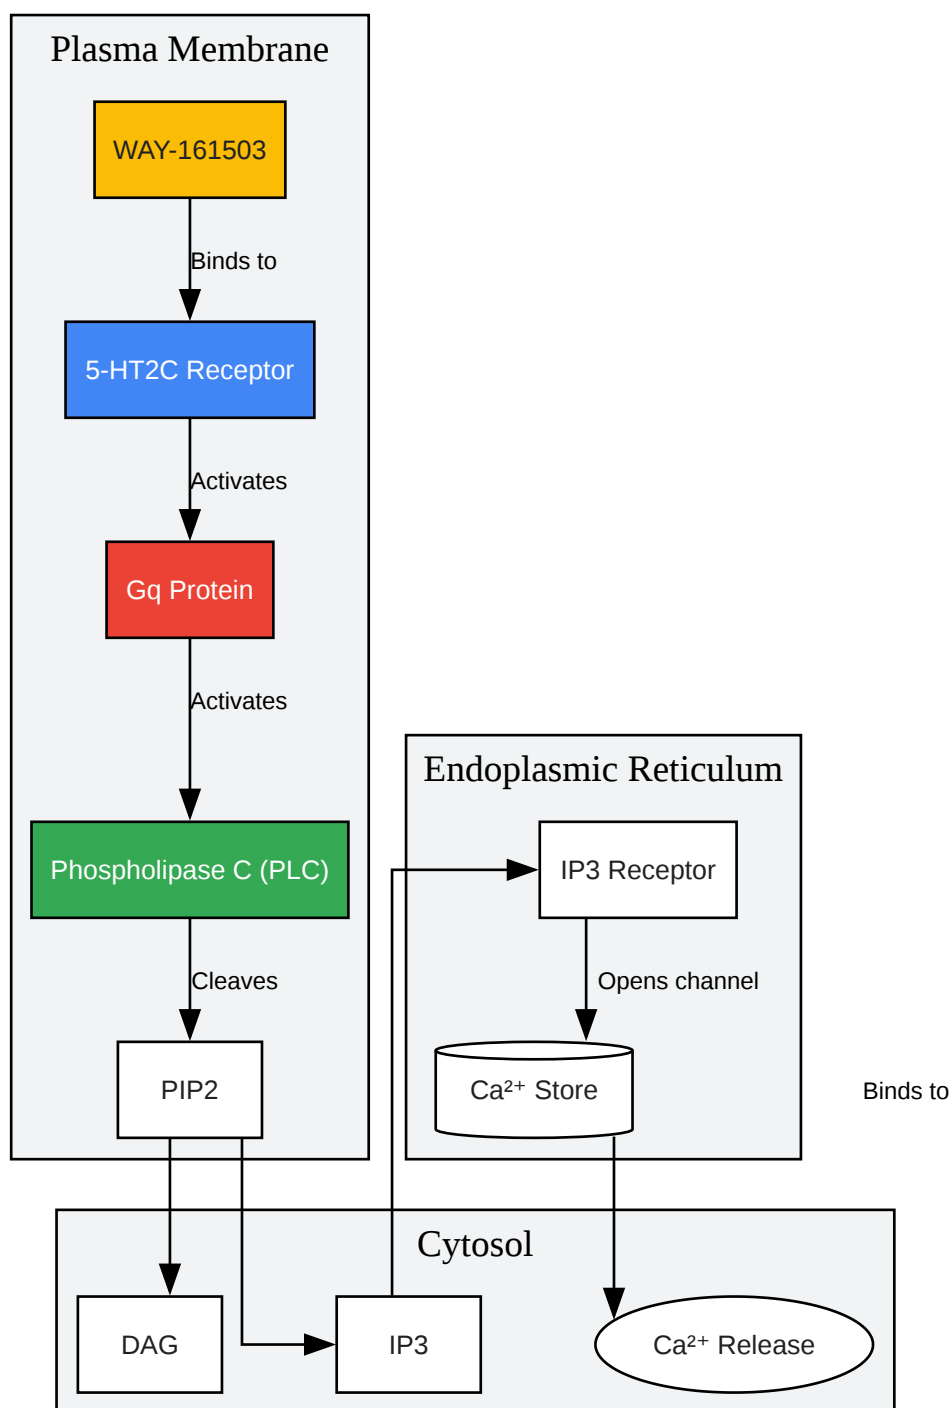 Plasma Membrane
WAY-161503
Binds to
5-HT2C Receptor
Activates
Gq Protein
Activates
Phospholipase C (PLC)
Cleaves
PIP2
Endoplasmic Reticulum
IP3 Receptor
Opens channel
Ca²⁺ Store
Binds to
Cytosol
DAG
IP3
Ca²⁺ Release